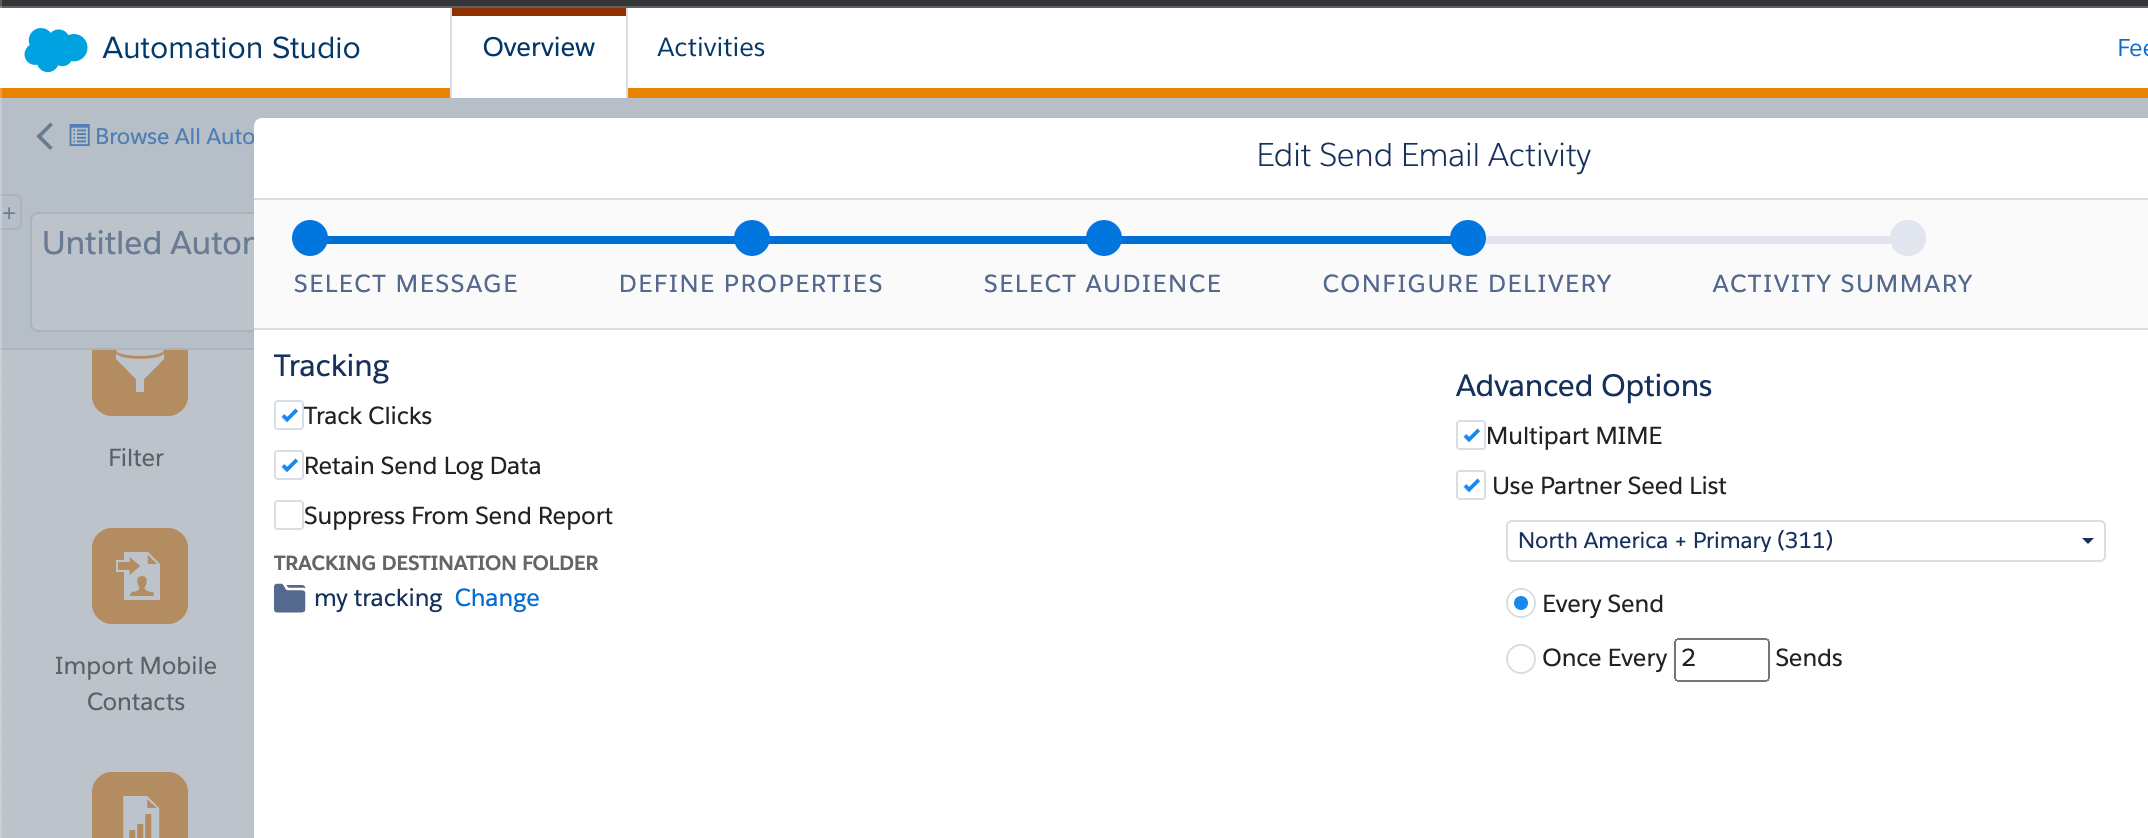 Automation Studio
Overview
Activities
Browse All Auto
Edit Send Email Activity
+
Untitled Autor
SELECT MESSAGE
DEFINE PROPERTIES
SELECT AUDIENCE
CONFIGURE DELIVERY
ACTIVITY SUMMARY
Filter
Import Mobile
Contacts
Tracking
Track Clicks
Retain Send Log Data
Suppress From Send Report
TRACKING DESTINATION FOLDER
my tracking Change
Advanced Options
Multipart MIME
Use Partner Seed List
North America + Primary (311)
Every Send
Once Every 2 Sends